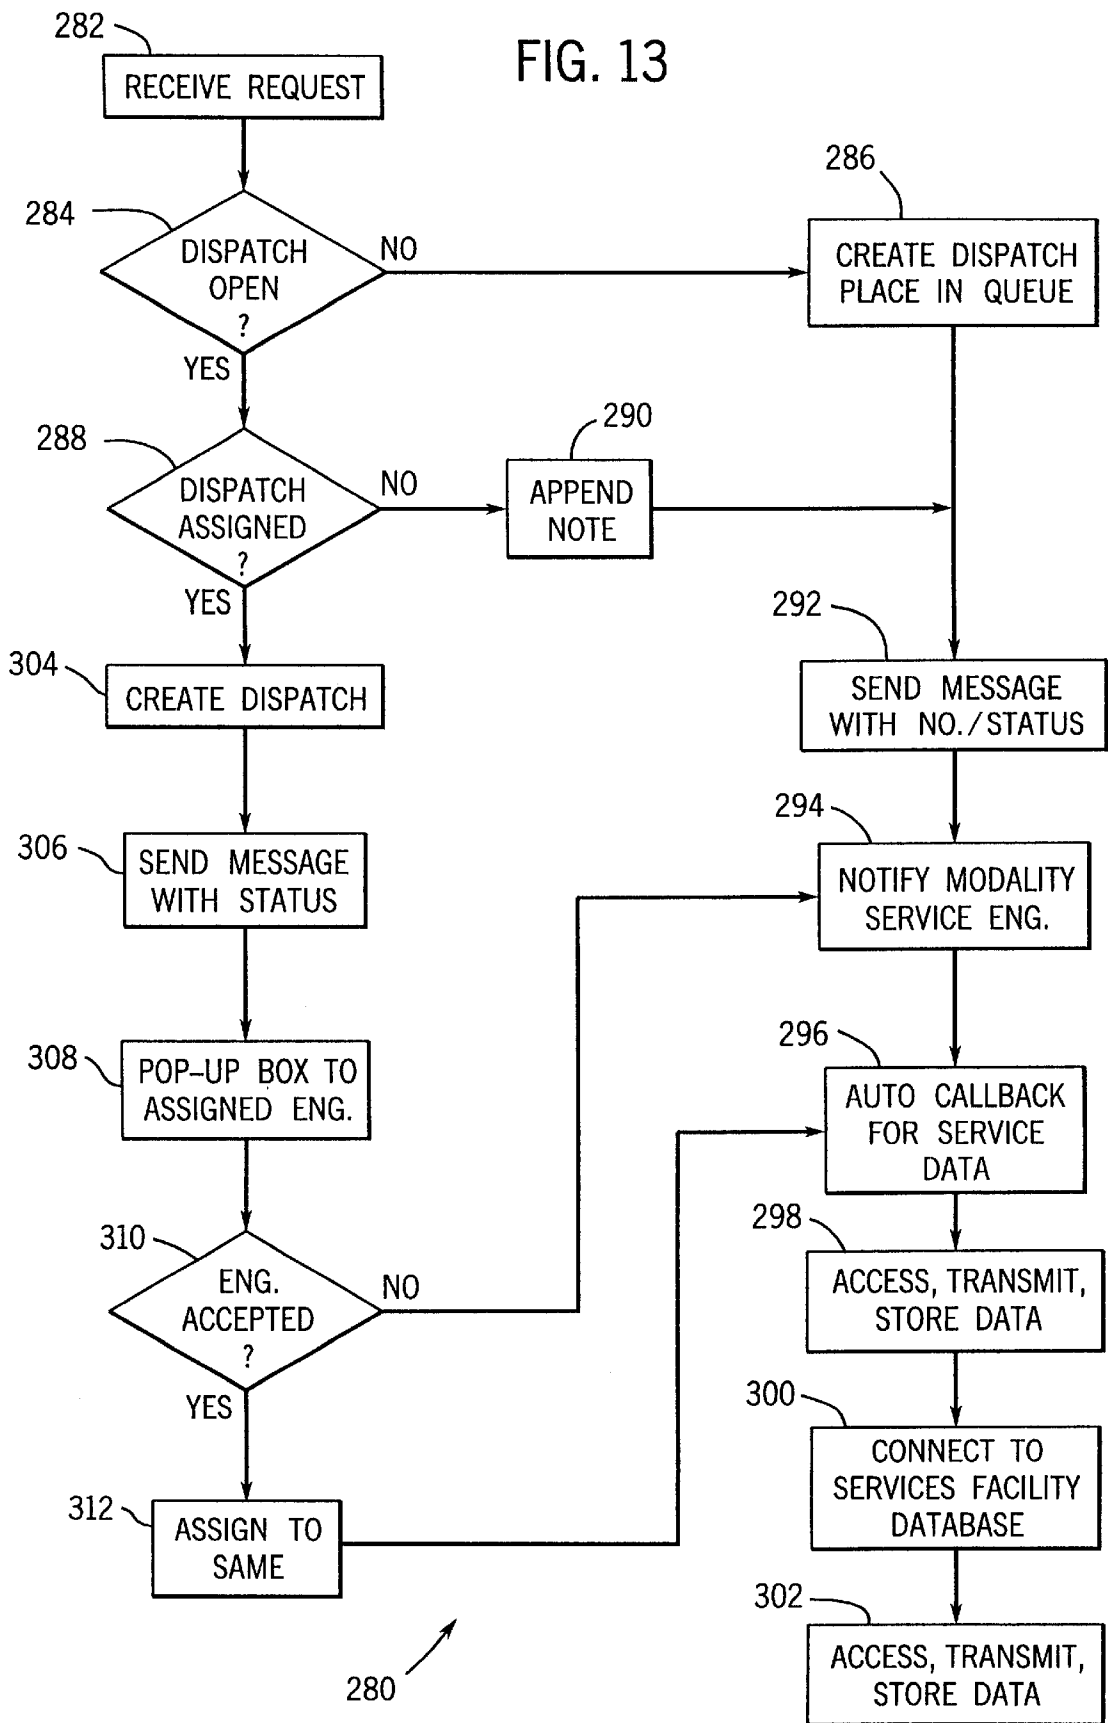 FIG. 13
282
RECEIVE REQUEST
284
DISPATCH
OPEN
?
NO
YES
286
CREATE DISPATCH
PLACE IN QUEUE
288
DISPATCH
ASSIGNED
?
NO
YES
290
APPEND
NOTE
292
SEND MESSAGE
WITH NO./STATUS
304
CREATE DISPATCH
294
NOTIFY MODALITY
SERVICE ENG.
306
SEND MESSAGE
WITH STATUS
296
AUTO CALLBACK
FOR SERVICE
DATA
308
POP-UP BOX TO
ASSIGNED ENG.
298
ACCESS, TRANSMIT,
STORE DATA
310
ENG.
ACCEPTED
?
NO
YES
300
CONNECT TO
SERVICES FACILITY
DATABASE
312
ASSIGN TO
SAME
302
ACCESS, TRANSMIT,
STORE DATA
280